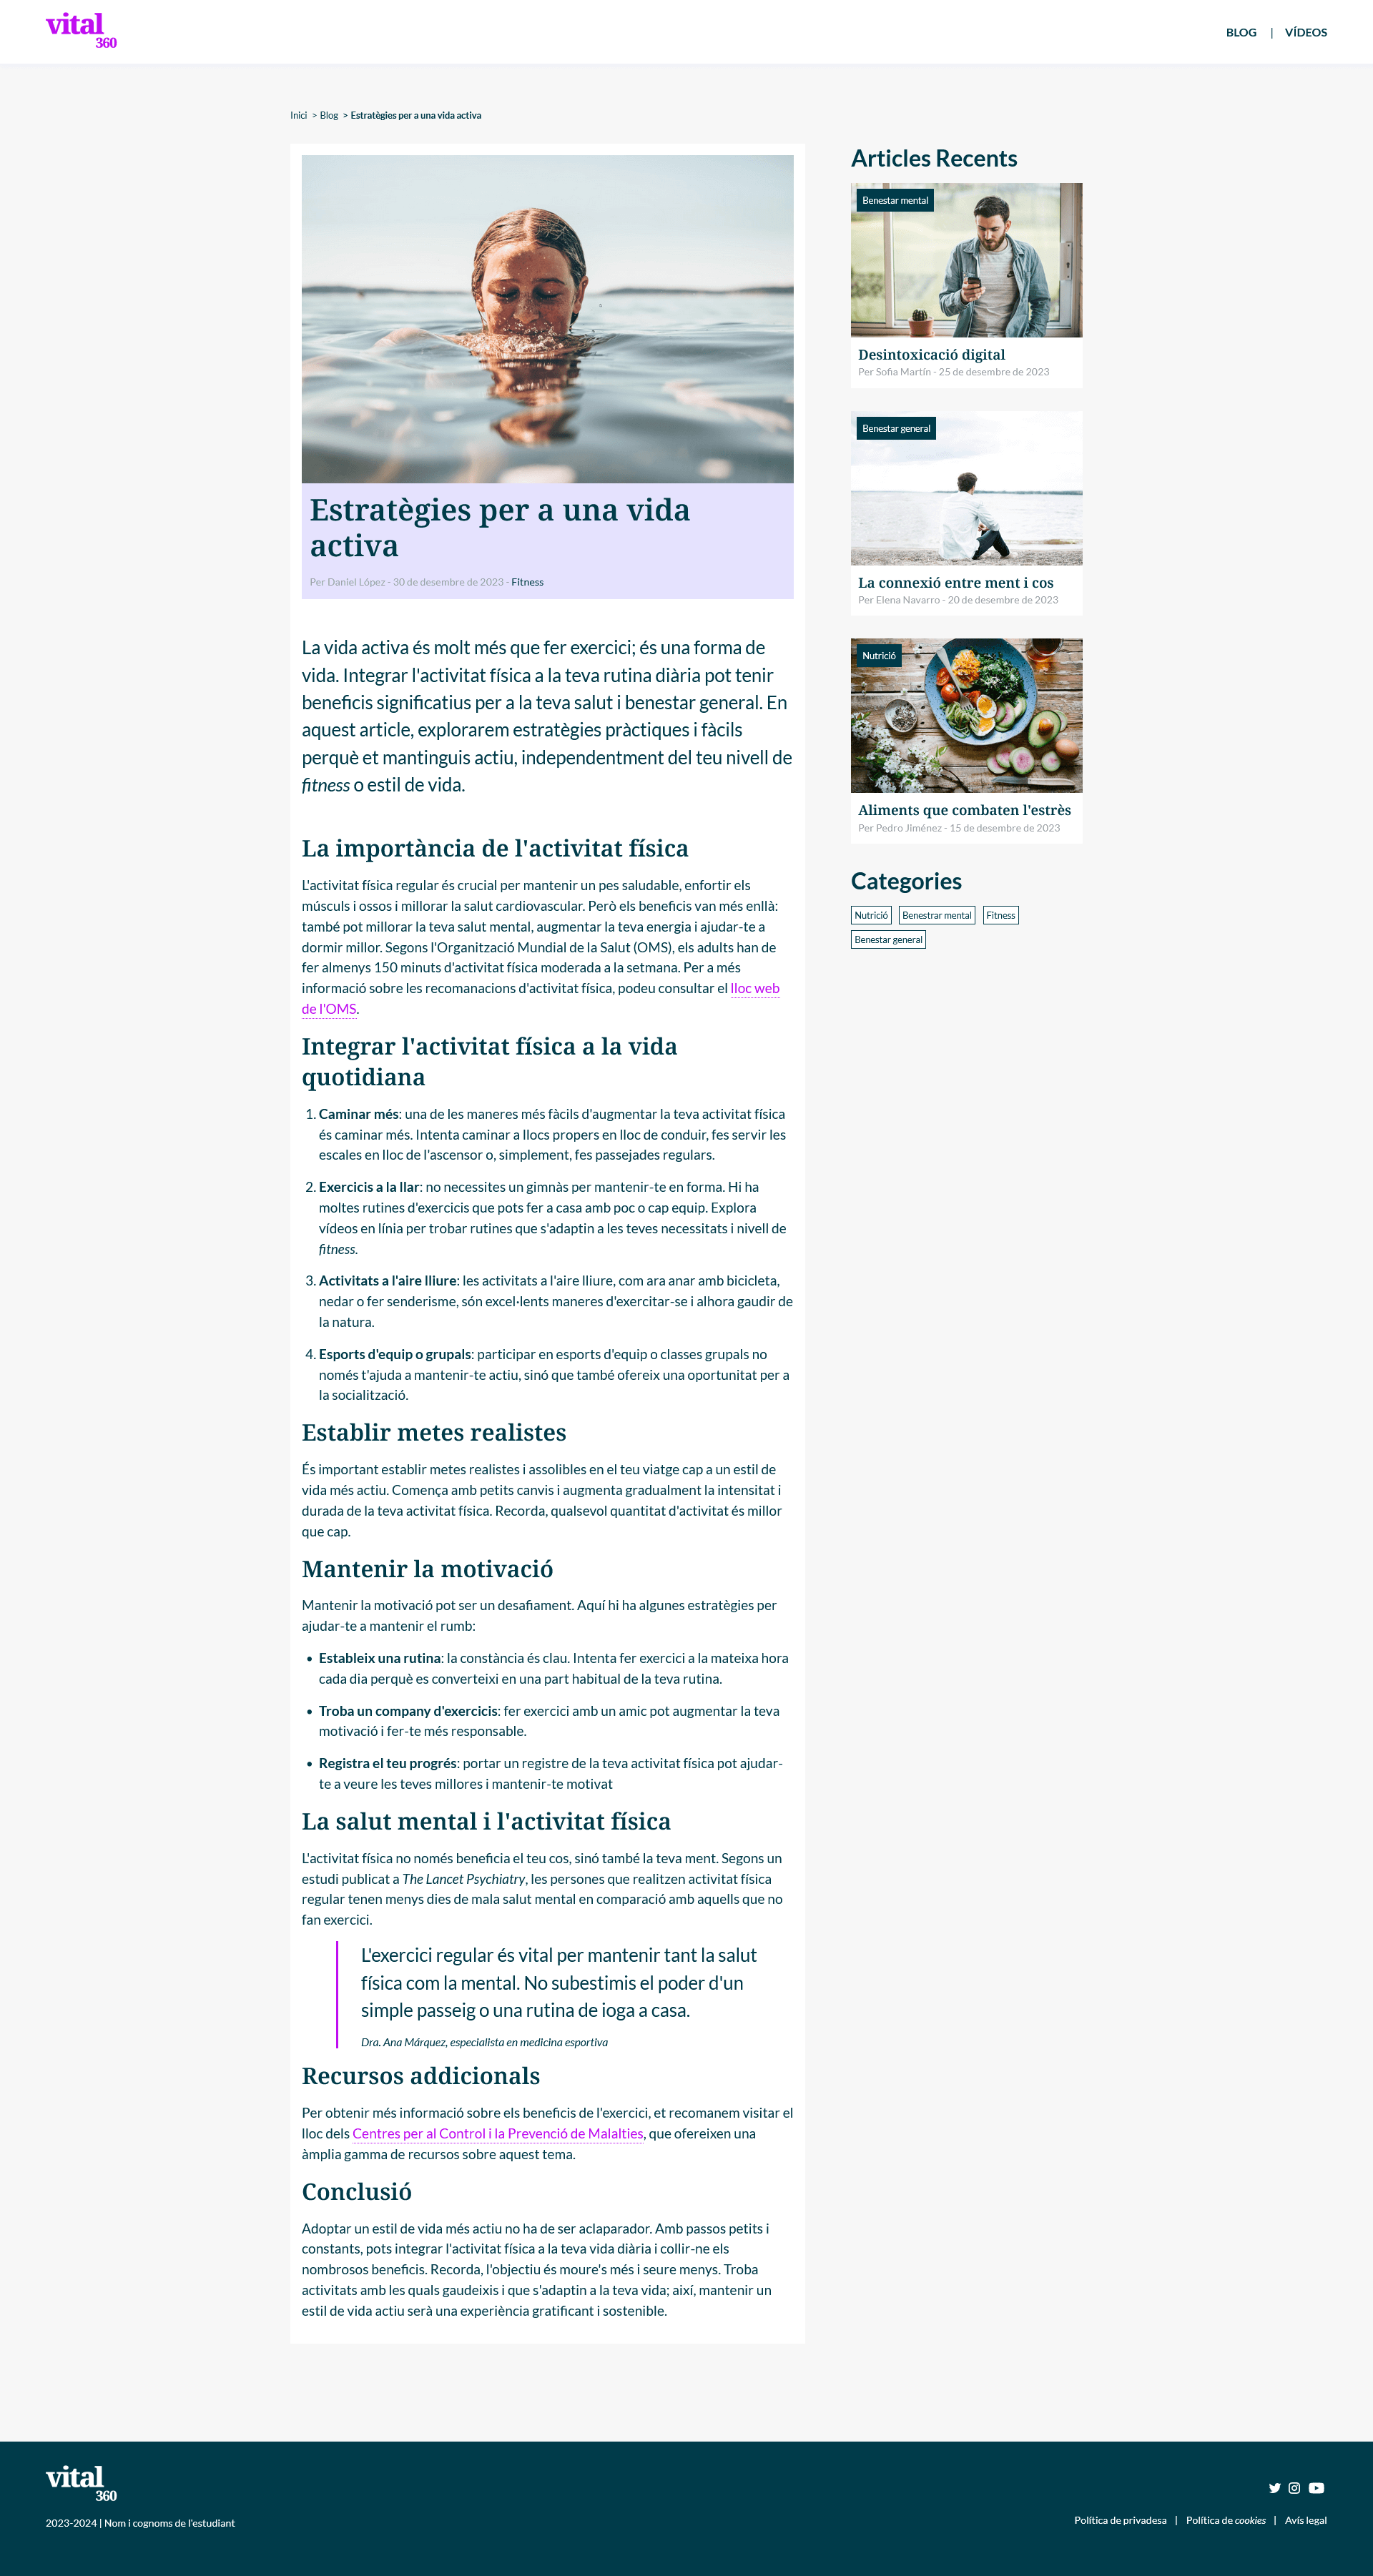 vital
360
BLOG | VÍDEOS
Inici > Blog > Estratègies per a una vida activa
Estratègies per a una vida
activa
Per Daniel López - 30 de desembre de 2023 - Fitness
La vida activa és molt més que fer exercici; és una forma de
vida. Integrar l'activitat física a la teva rutina diària pot tenir
beneficis significatius per a la teva salut i benestar general. En
aquest article, explorarem estratègies pràctiques i fàcils
perquè et mantinguis actiu, independentment del teu nivell de
fitness o estil de vida.
La importància de l'activitat física
L'activitat física regular és crucial per mantenir un pes saludable, enfortir els
músculs i ossos i millorar la salut cardiovascular. Però els beneficis van més enllà:
també pot millorar la teva salut mental, augmentar la teva energia i ajudar-te a
dormir millor. Segons l'Organització Mundial de la Salut (OMS), els adults han de
fer almenys 150 minuts d'activitat física moderada a la setmana. Per a més
informació sobre les recomanacions d'activitat física, podeu consultar el lloc web
de l'OMS.
Integrar l'activitat física a la vida
quotidiana
1. Caminar més: una de les maneres més fàcils d'augmentar la teva activitat física
és caminar més. Intenta caminar a llocs propers en lloc de conduir, fes servir les
escales en lloc de l'ascensor o, simplement, fes passejades regulars.
2. Exercicis a la llar: no necessites un gimnàs per mantenir-te en forma. Hi ha
moltes rutines d'exercicis que pots fer a casa amb poc o cap equip. Explora
vídeos en línia per trobar rutines que s'adaptin a les teves necessitats i nivell de
fitness.
3. Activitats a l'aire lliure: les activitats a l'aire lliure, com ara anar amb bicicleta,
nedar o fer senderisme, són excel·lents maneres d'exercitar-se i alhora gaudir de
la natura.
4. Esports d'equip o grupals: participar en esports d'equip o classes grupals no
només t'ajuda a mantenir-te actiu, sinó que també ofereix una oportunitat per a
la socialització.
Establir metes realistes
És important establir metes realistes i assolibles en el teu viatge cap a un estil de
vida més actiu. Comença amb petits canvis i augmenta gradualment la intensitat i
durada de la teva activitat física. Recorda, qualsevol quantitat d'activitat és millor
que cap.
Mantenir la motivació
Mantenir la motivació pot ser un desafiament. Aquí hi ha algunes estratègies per
ajudar-te a mantenir el rumb:
• Estableix una rutina: la constància és clau. Intenta fer exercici a la mateixa hora
cada dia perquè es converteixi en una part habitual de la teva rutina.
• Troba un company d'exercicis: fer exercici amb un amic pot augmentar la teva
motivació i fer-te més responsable.
• Registra el teu progrés: portar un registre de la teva activitat física pot ajudar-
te a veure les teves millores i mantenir-te motivat
La salut mental i l'activitat física
L'activitat física no només beneficia el teu cos, sinó també la teva ment. Segons un
estudi publicat a The Lancet Psychiatry, les persones que realitzen activitat física
regular tenen menys dies de mala salut mental en comparació amb aquells que no
fan exercici.
L'exercici regular és vital per mantenir tant la salut
física com la mental. No subestimis el poder d'un
simple passeig o una rutina de ioga a casa.
Dra. Ana Márquez, especialista en medicina esportiva
Recursos addicionals
Per obtenir més informació sobre els beneficis de l'exercici, et recomanem visitar el
lloc dels Centres per al Control i la Prevenció de Malalties, que ofereixen una
àmplia gamma de recursos sobre aquest tema.
Conclusió
Adoptar un estil de vida més actiu no ha de ser aclaparador. Amb passos petits i
constants, pots integrar l'activitat física a la teva vida diària i collir-ne els
nombrosos beneficis. Recorda, l'objectiu és moure's més i seure menys. Troba
activitats amb les quals gaudeixis i que s'adaptin a la teva vida; així, mantenir un
estil de vida actiu serà una experiència gratificant i sostenible.
Articles Recents
Benestar mental
Desintoxicació digital
Per Sofia Martín - 25 de desembre de 2023
Benestar general
La connexió entre ment i cos
Per Elena Navarro - 20 de desembre de 2023
Nutrició
Aliments que combaten l'estrès
Per Pedro Jiménez - 15 de desembre de 2023
Categories
Nutrició Benestrar mental Fitness
Benestar general
vital
360
2023-2024 | Nom i cognoms de l'estudiant
Política de privadesa | Política de cookies | Avís legal